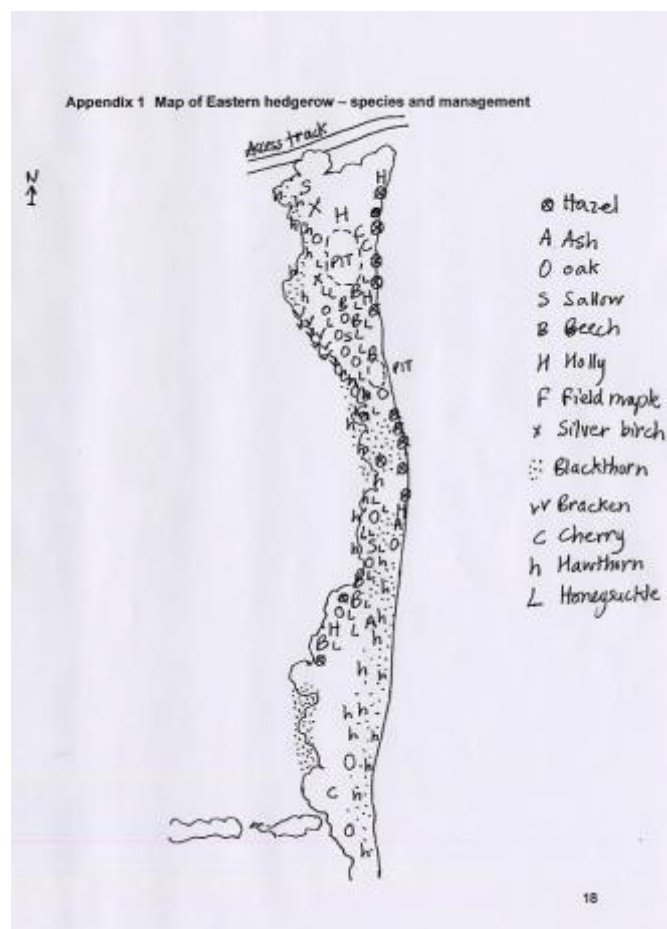 Appendix 1 Map of Eastern hedgerow – species and management
Access track
N
PIT
PIT
Hazel
A Ash
O oak
S Sallow
B Beech
H Holly
F Field maple
x Silver birch
Blackthorn
vv Bracken
C Cherry
h Hawthorn
L Honeysuckle
18